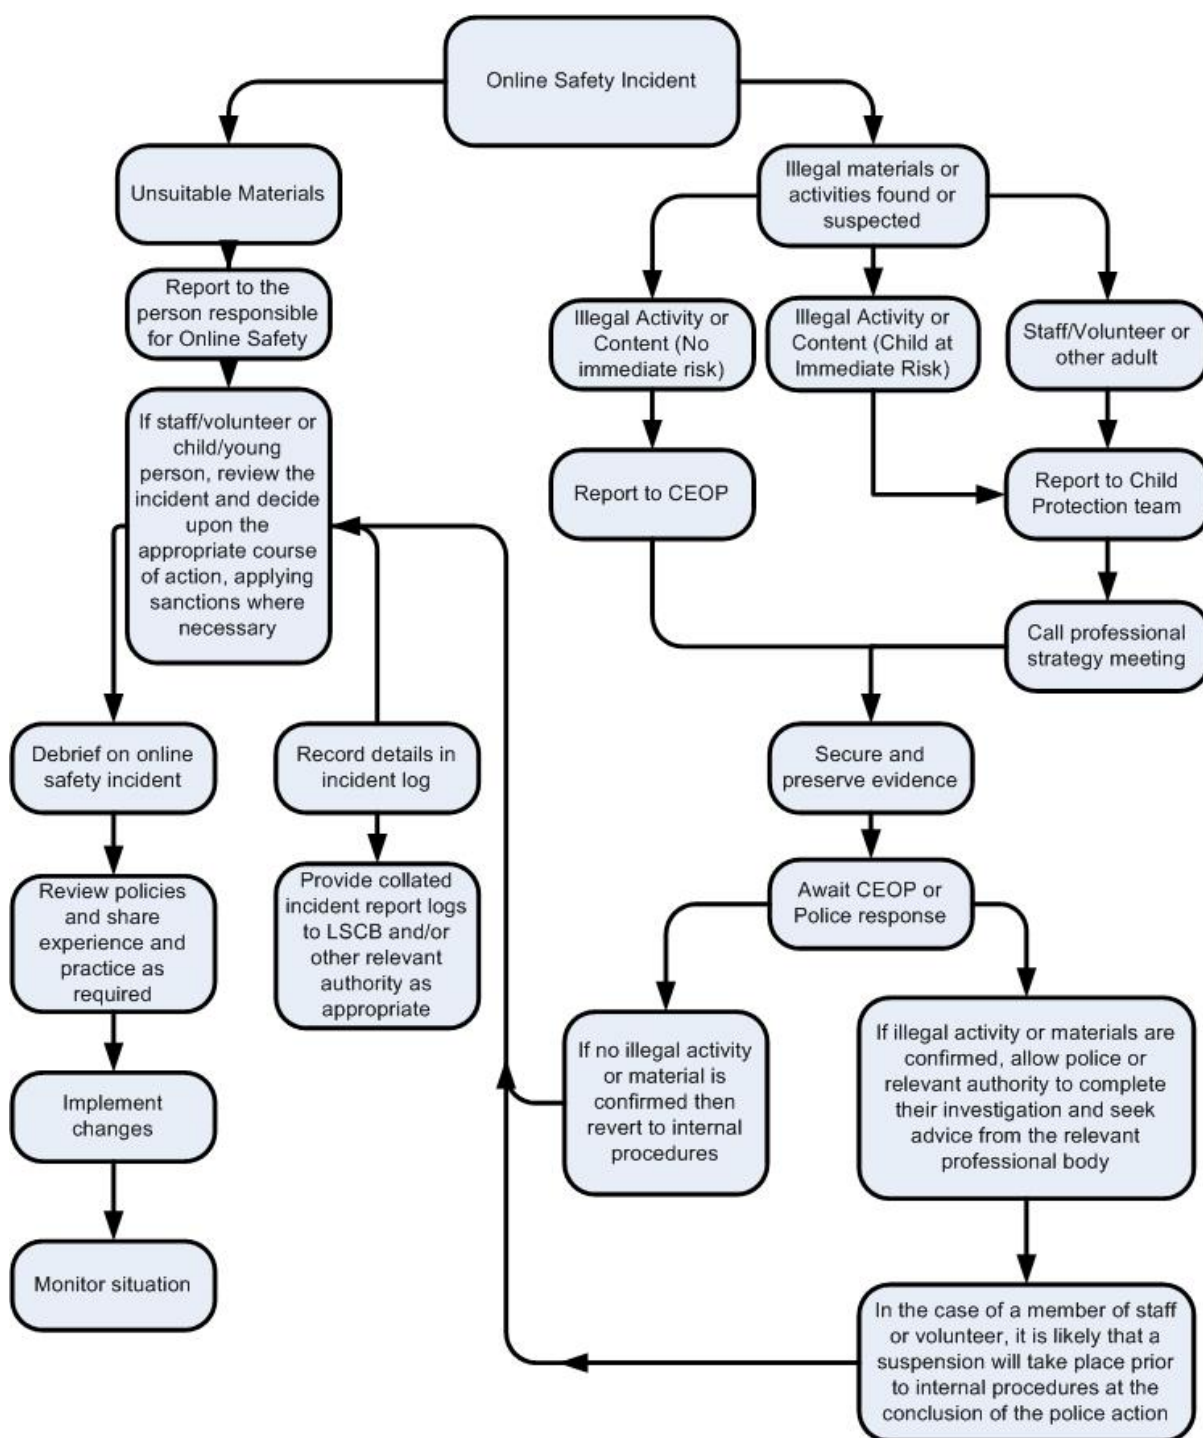 Online Safety Incident
Unsuitable Materials
Report to the
person responsible
for Online Safety
If staff/volunteer or
child/young
person, review the
incident and decide
upon the
appropriate course
of action, applying
sanctions where
necessary
Debrief on online
safety incident
Review policies
and share
experience and
practice as
required
Implement
changes
Monitor situation
Record details in
incident log
Provide collated
incident report logs
to LSCB and/or
other relevant
authority as
appropriate
Illegal materials or
activities found or
suspected
Illegal Activity or
Content (No
immediate risk)
Illegal Activity or
Content (Child at
Immediate Risk)
Staff/Volunteer or
other adult
Report to CEOP
Report to Child
Protection team
Call professional
strategy meeting
Secure and
preserve evidence
Await CEOP or
Police response
If no illegal activity
or material is
confirmed then
revert to internal
procedures
If illegal activity or materials are
confirmed, allow police or
relevant authority to complete
their investigation and seek
advice from the relevant
professional body
In the case of a member of staff
or volunteer, it is likely that a
suspension will take place prior
to internal procedures at the
conclusion of the police action